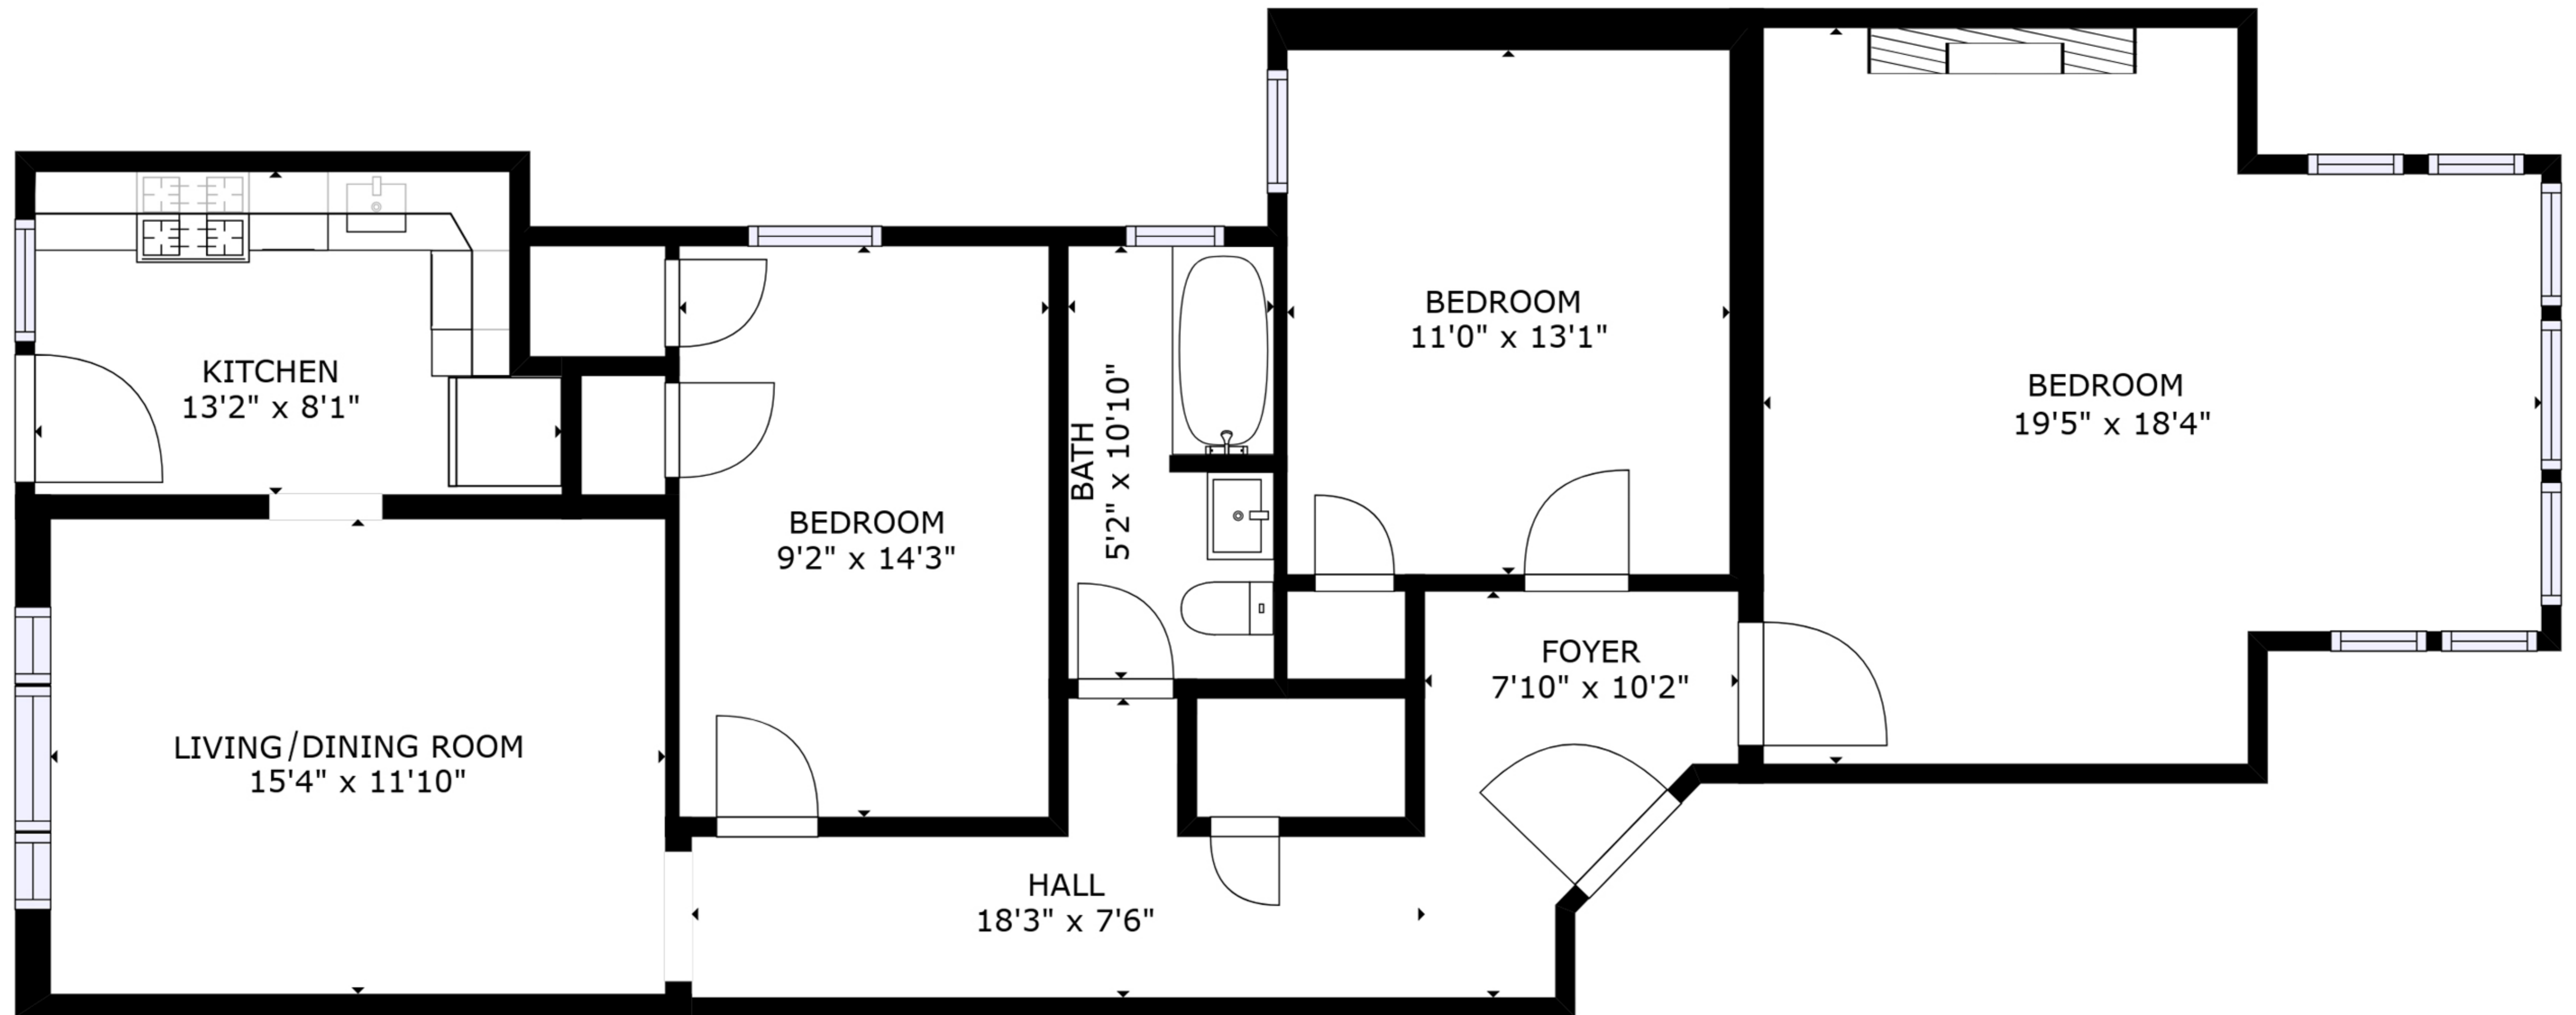 KITCHEN
13'2" x 8'1"
LIVING/DINING ROOM
15'4" x 11'10"
BEDROOM
9'2" x 14'3"
BATH
5'2" x 10'10"
BEDROOM
11'0" x 13'1"
HALL
18'3" x 7'6"
FOYER
7'10" x 10'2"
BEDROOM
19'5" x 18'4"